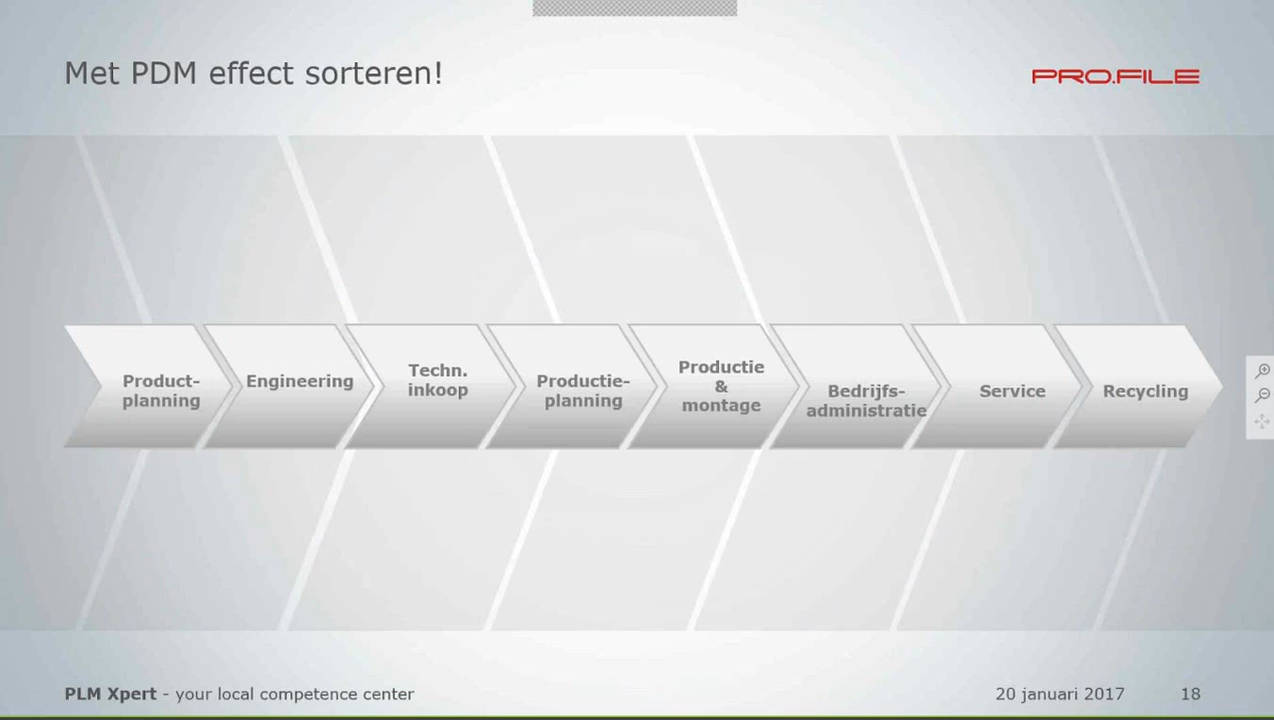 Met PDM effect sorteren!
PRO.FILE
Product-
planning
Engineering
Techn.
inkoop
Productie-
planning
Productie
&
montage
Bedrijfs-
administratie
Service
Recycling
PLM Xpert - your local competence center
20 januari 2017
18